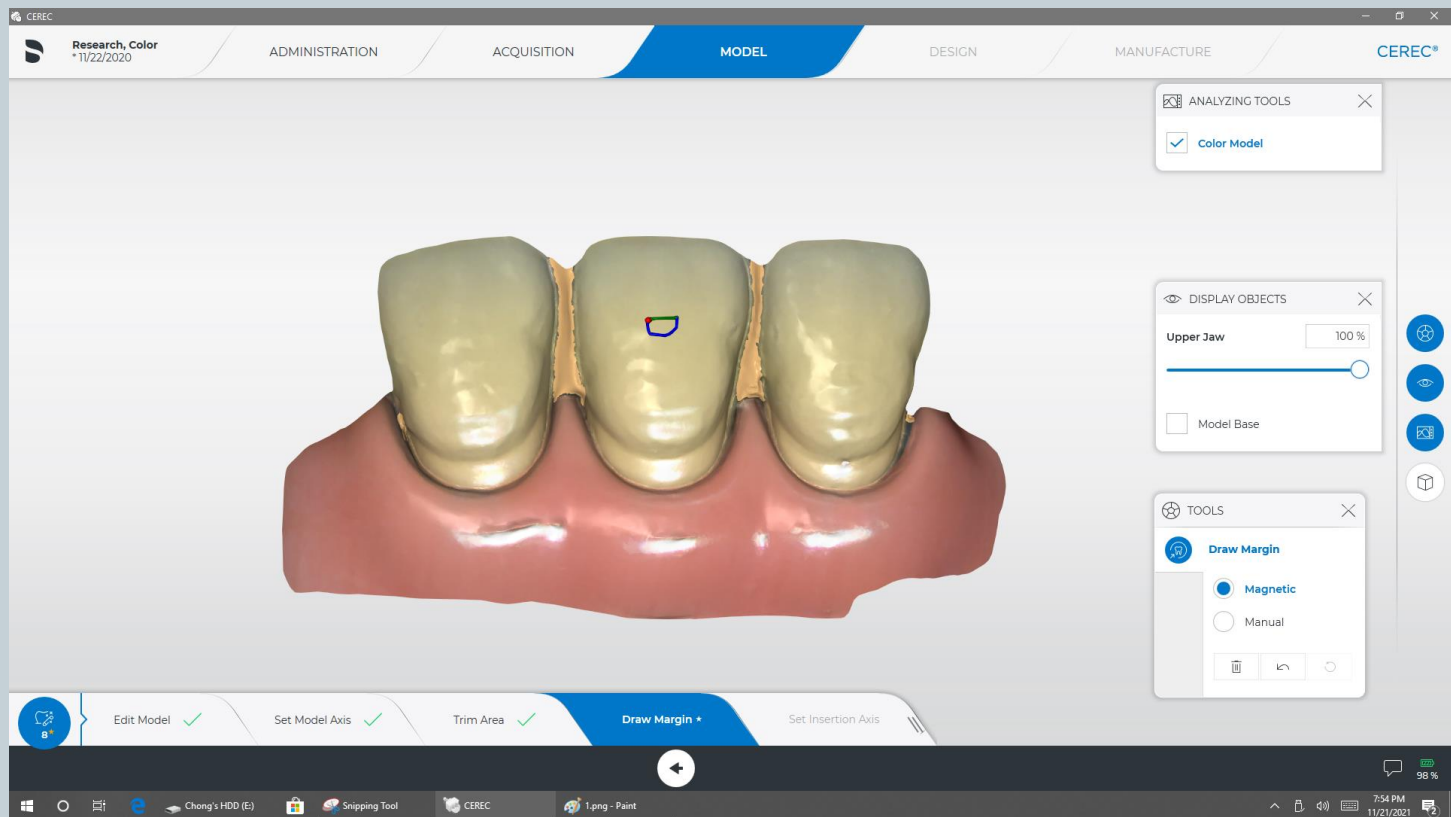 CEREC
Research, Color
* 11/22/2020
ADMINISTRATION
ACQUISITION
MODEL
DESIGN
MANUFACTURE
CEREC®
ANALYZING TOOLS
Color Model
DISPLAY OBJECTS
Upper Jaw
100 %
Model Base
TOOLS
Draw Margin
Magnetic
Manual
8*
Edit Model
Set Model Axis
Trim Area
Draw Margin *
Set Insertion Axis
98 %
Chong's HDD (E:)
Snipping Tool
CEREC
1.png - Paint
7:54 PM
11/21/2021
2